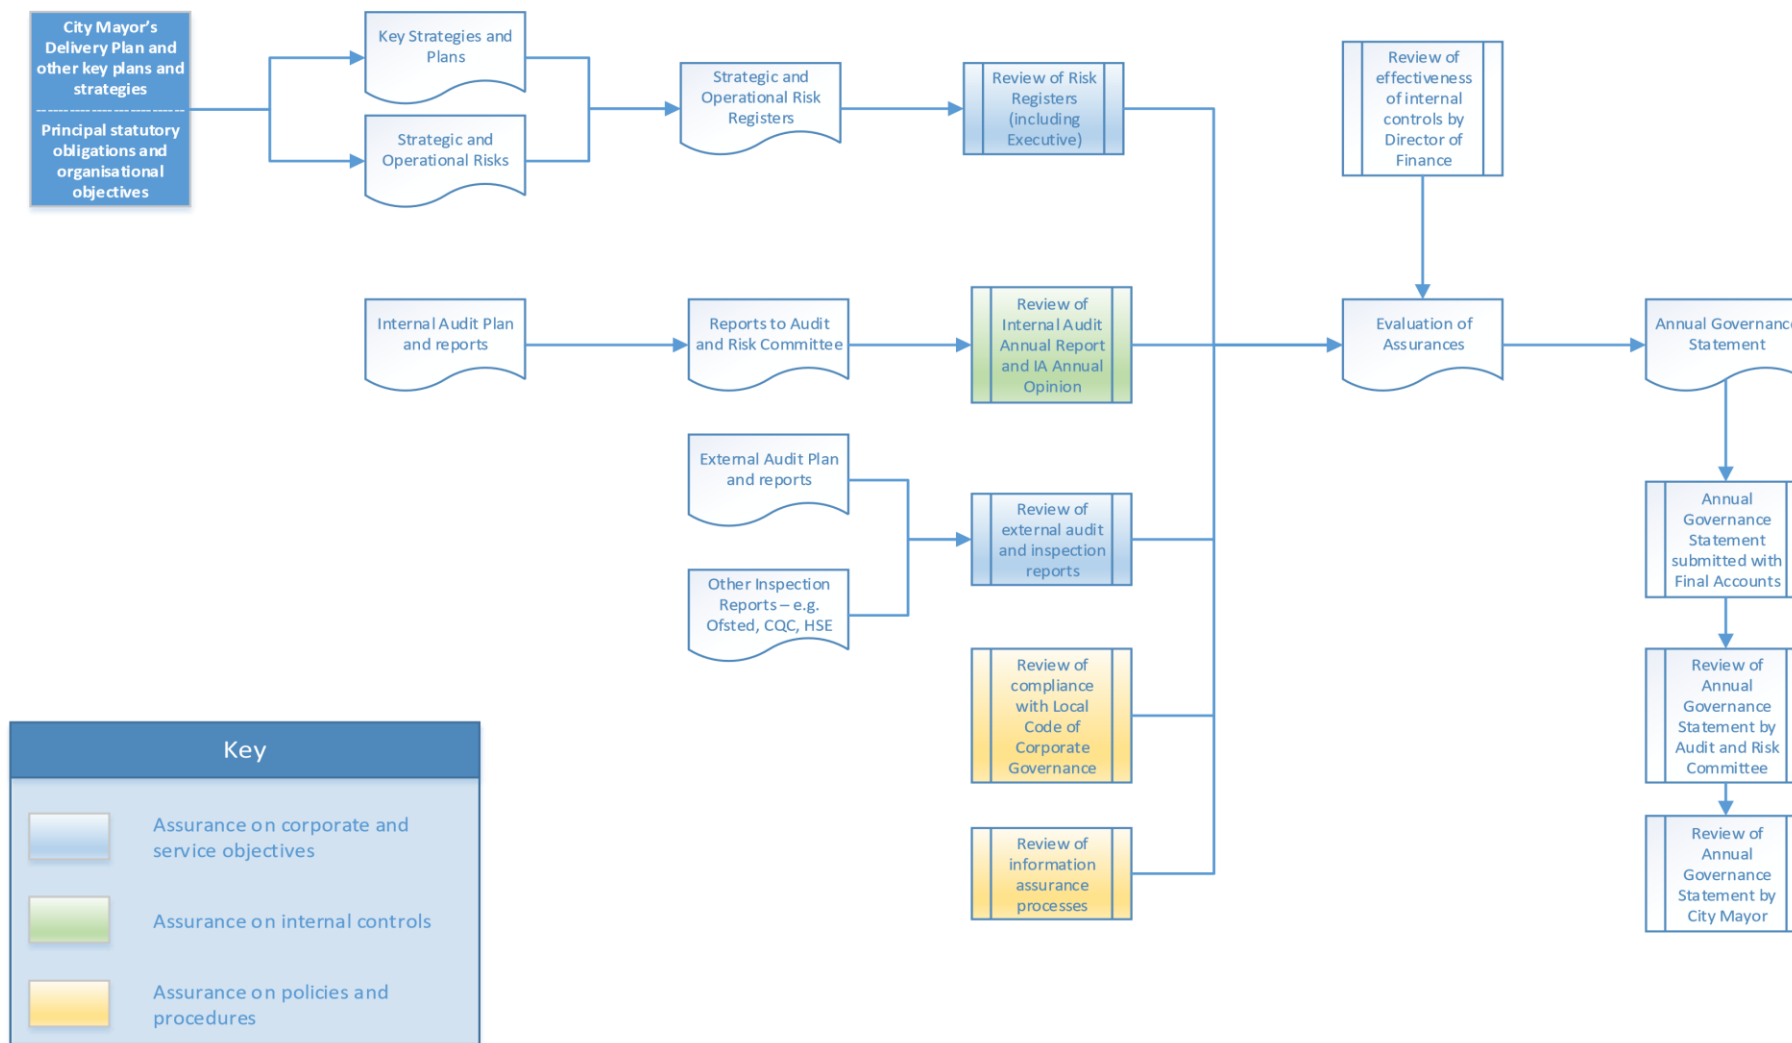 City Mayor's
Delivery Plan and
other key plans and
strategies
Principal statutory
obligations and
organisational
objectives
Key Strategies and
Plans
Strategic and
Operational Risks
Strategic and
Operational Risk
Registers
Review of Risk
Registers
(including
Executive)
Review of
effectiveness
of internal
controls by
Director of
Finance
Internal Audit Plan
and reports
Reports to Audit
and Risk Committee
Review of
Internal Audit
Annual Report
and IA Annual
Opinion
Evaluation of
Assurances
Annual Governance
Statement
External Audit Plan
and reports
Other Inspection
Reports – e.g.
Ofsted, CQC, HSE
Review of
external audit
and inspection
reports
Annual
Governance
Statement
submitted with
Final Accounts
Review of
compliance
with Local
Code of
Corporate
Governance
Review of
Annual
Governance
Statement by
Audit and Risk
Committee
Review of
information
assurance
processes
Review of
Annual
Governance
Statement by
City Mayor
Key
Assurance on corporate and
service objectives
Assurance on internal controls
Assurance on policies and
procedures